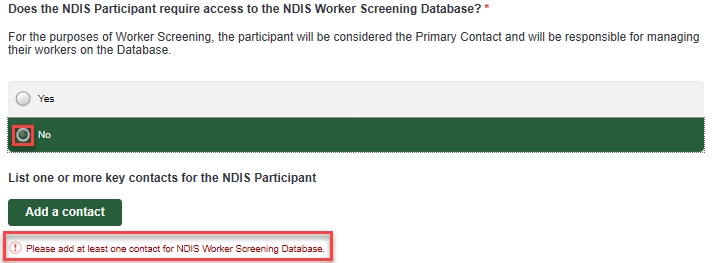 Does the NDIS Participant require access to the NDIS Worker Screening Database? *
For the purposes of Worker Screening, the participant will be considered the Primary Contact and will be responsible for managing
their workers on the Database.
Yes
No
List one or more key contacts for the NDIS Participant
Add a contact
Please add at least one contact for NDIS Worker Screening Database.